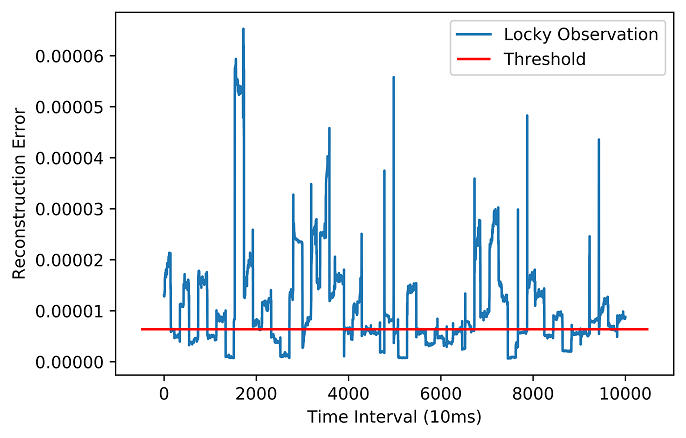 Locky Observation
Threshold
Reconstruction Error
0.00006
0.00005
0.00004
0.00003
0.00002
0.00001
0.00000
0 2000 4000 6000 8000 10000
Time Interval (10ms)